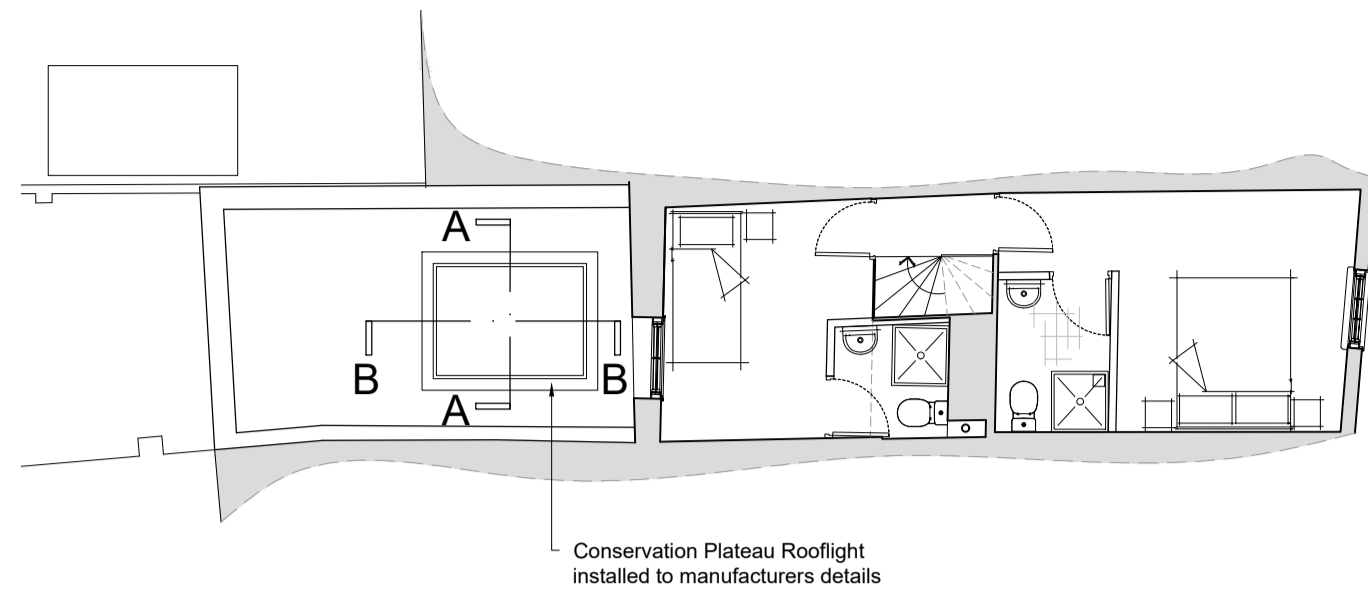 A
B
B
A
Conservation Plateau Rooflight
installed to manufacturers details